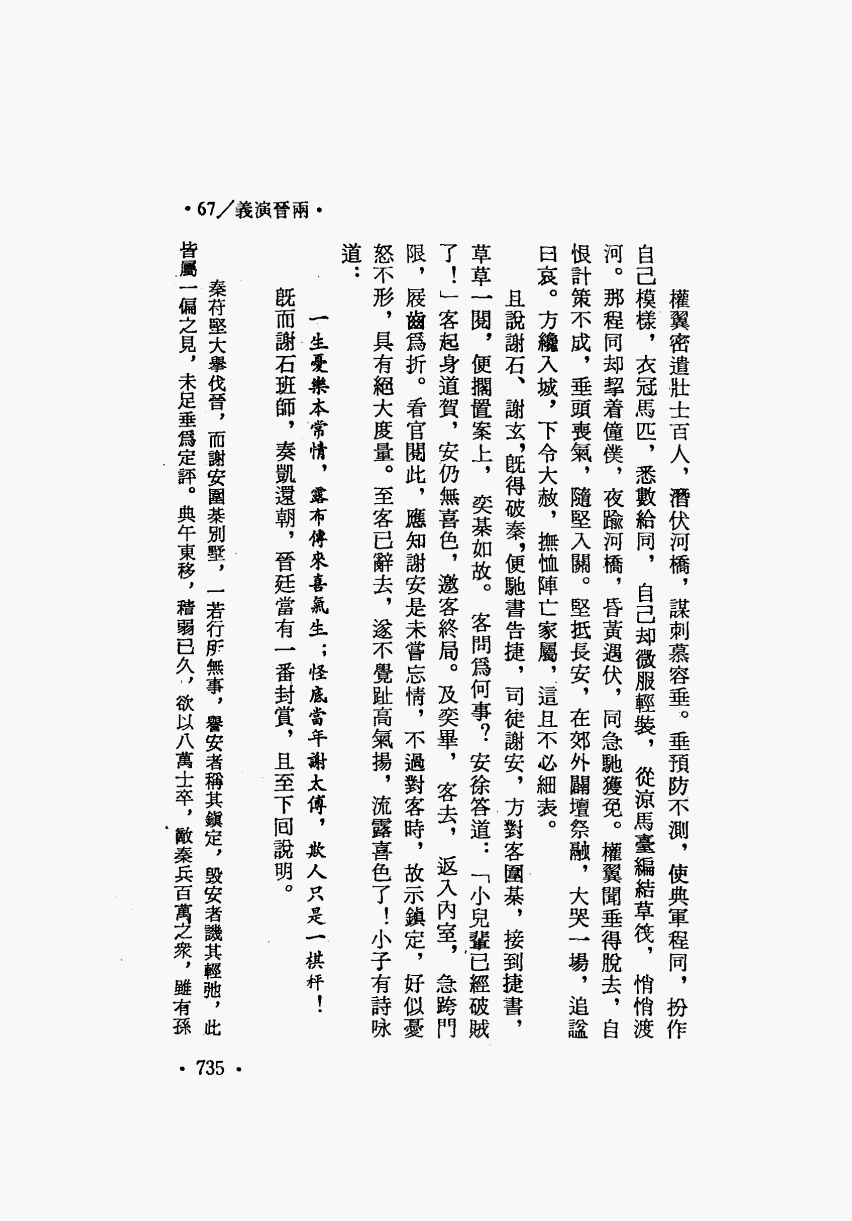 ·67／義演晉兩·
權翼密遣壯士百人，潛伏河橋，謀刺慕容垂。垂預防不測，使典軍程同，扮作
自己模樣，衣冠馬匹，悉數給同，自己却微服輕裝，從涼馬臺編結草筏，悄悄渡
河。那程同却挈着僮僕，夜踰河橋，昏黃遇伏，同急馳獲免。權翼聞垂得脫去，自
恨計策不成，垂頭喪氣，隨堅入關。堅抵長安，在郊外闢壇祭融，大哭一場，追諡
曰哀。方纔入城，下令大赦，撫恤陣亡家屬，這且不必細表。
且說謝石、謝玄，旣得破秦，便馳書告捷，司徒謝安，方對客圍棊，接到捷書，
草草一閱，便擱置案上，奕棊如故。客問爲何事？安徐答道：「小兒輩已經破賊
了！」客起身道賀，安仍無喜色，邀客終局。及奕畢，客去，返入內室，急跨門
限，屐齒爲折。看官閱此，應知謝安是未嘗忘情，不過對客時，故示鎭定，好似憂
怒不形，具有絕大度量。至客已辭去，遂不覺趾高氣揚，流露喜色了！小子有詩咏
道：
一生憂樂本常情，露布傳來喜氣生；怪底當年謝太傅，欺人只是一棋枰！
旣而謝石班師，奏凱還朝，晉廷當有一番封賞，且至下回說明。
秦苻堅大擧伐晉，而謝安圍棊別墅，一若行所無事，譽安者稱其鎭定，毀安者譏其輕弛，此
皆屬一偏之見，未足垂爲定評。典午東移，積弱已久，欲以八萬士卒，敵秦兵百萬之衆，雖有孫
·735·